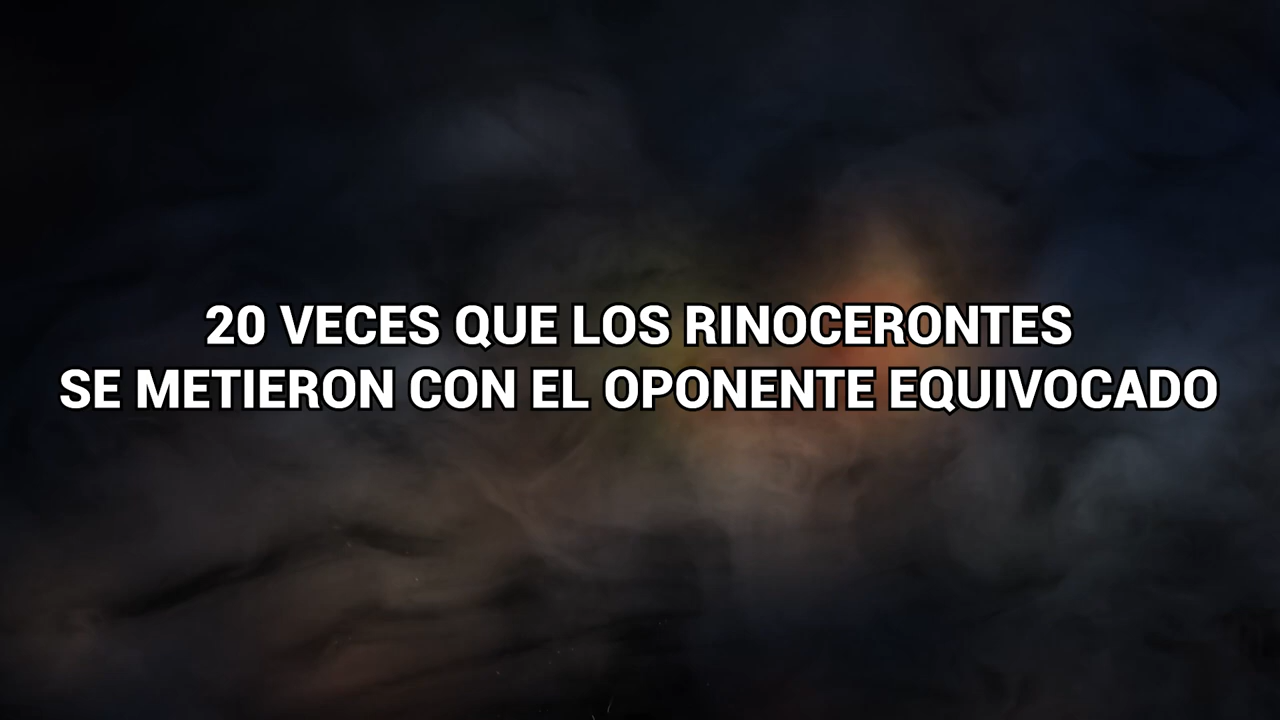 20 VECES QUE LOS RINOCERONTES
SE METIERON CON EL OPONENTE EQUIVOCADO